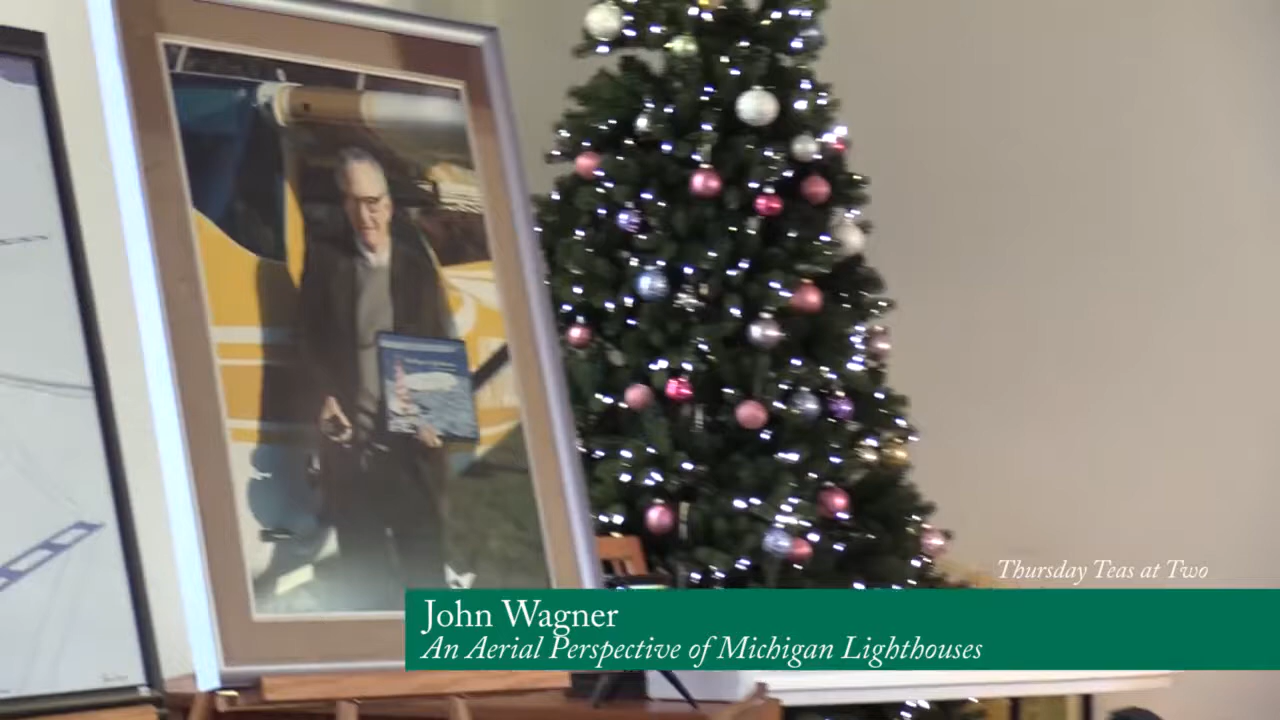 Thursday Teas at Two
John Wagner
An Aerial Perspective of Michigan Lighthouses